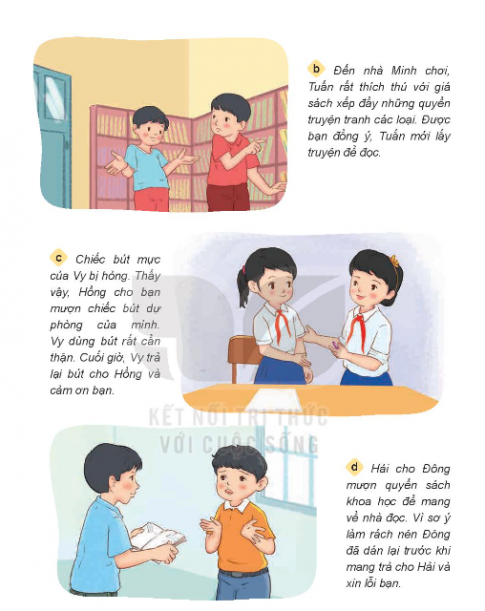 b Đến nhà Minh chơi,
Tuấn rất thích thú với giá
sách xếp đầy những quyển
truyện tranh các loại. Được
bạn đồng ý, Tuấn mới lấy
truyện để đọc.
c Chiếc bút mực
của Vy bị hỏng. Thấy
vậy, Hồng cho bạn
mượn chiếc bút dự
phòng của mình.
Vy dùng bút rất cẩn
thận. Cuối giờ, Vy trả
lại bút cho Hồng và
cảm ơn bạn.
KẾT NỐI TRI THỨC
VỚI CUỘC SỐNG
d Hải cho Đông
mượn quyển sách
khoa học để mang
về nhà đọc. Vì sơ ý
làm rách nên Đông
đã dán lại trước khi
mang trả cho Hải và
xin lỗi bạn.